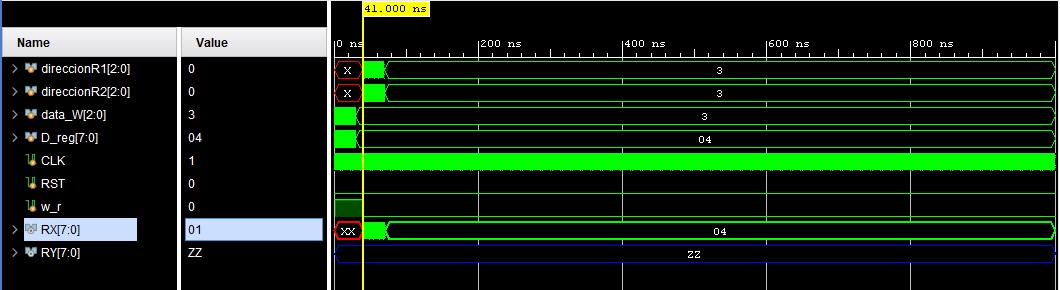 41.000 ns
Name Value 0 ns 200 ns 400 ns 600 ns 800 ns
direccionR1[2:0] 0 X 3
direccionR2[2:0] 0 X 3
data_W[2:0] 3 3
D_reg[7:0] 04 04
CLK 1
RST 0
w_r 0
RX[7:0] 01 XX 04
RY[7:0] ZZ ZZ